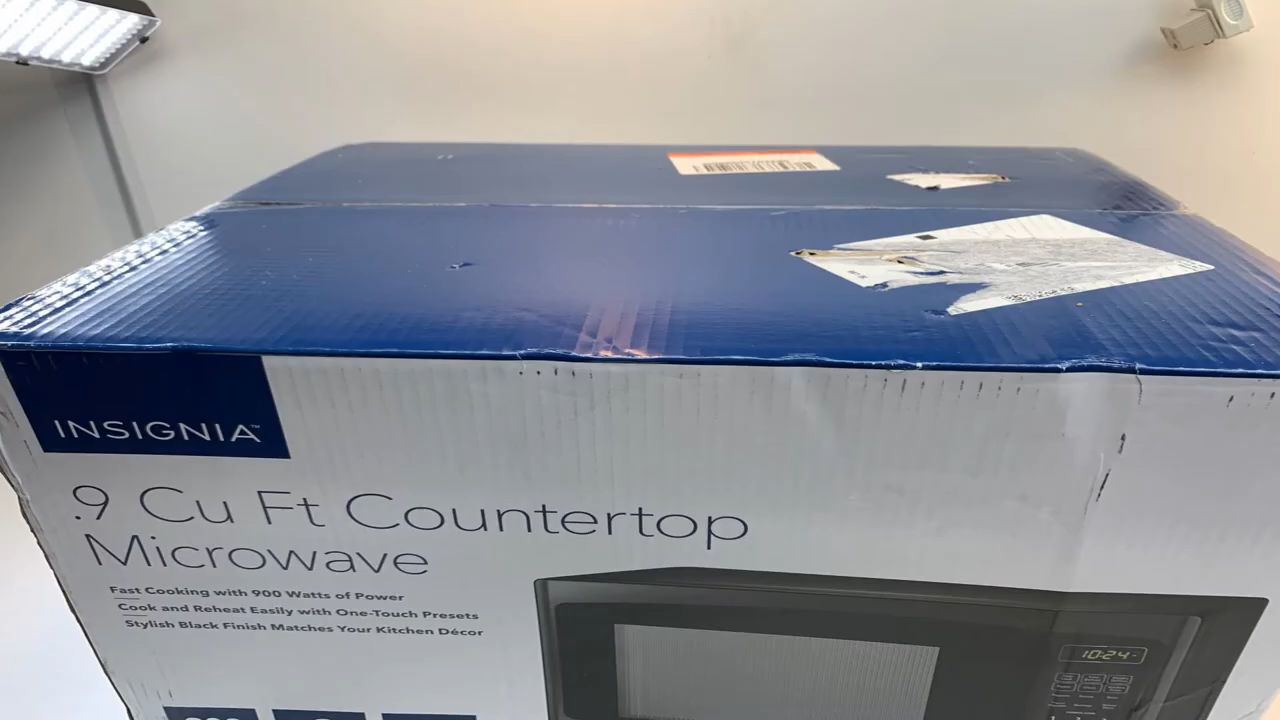 INSIGNIA™
.9 Cu Ft Countertop
Microwave
Fast Cooking with 900 Watts of Power
Cook and Reheat Easily with One-Touch Presets
Stylish Black Finish Matches Your Kitchen Décor
10:24